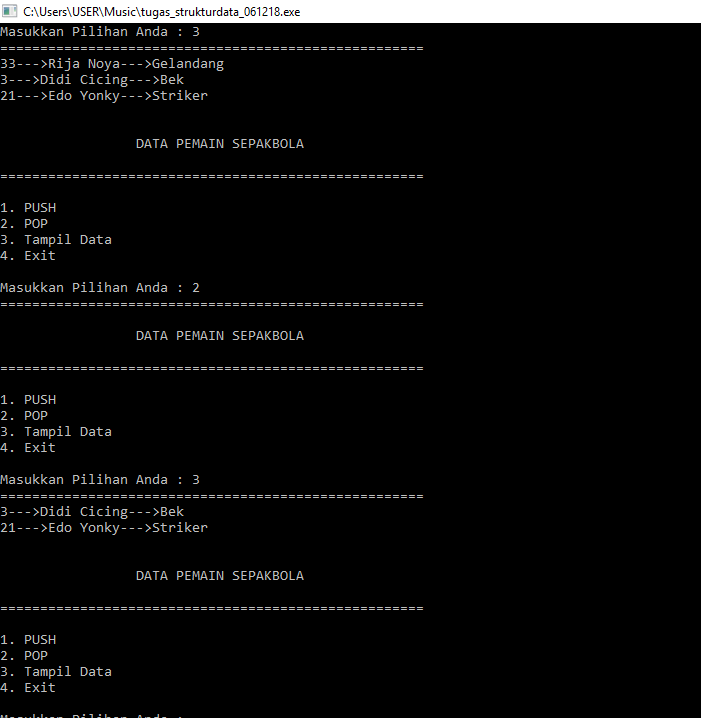 C:\Users\USER\Music\tugas_strukturdata_061218.exe
Masukkan Pilihan Anda : 3
=====================================================
33--->Rija Noya--->Gelandang
3--->Didi Cicing--->Bek
21--->Edo Yonky--->Striker
DATA PEMAIN SEPAKBOLA
=====================================================
1. PUSH
2. POP
3. Tampil Data
4. Exit
Masukkan Pilihan Anda : 2
=====================================================
DATA PEMAIN SEPAKBOLA
=====================================================
1. PUSH
2. POP
3. Tampil Data
4. Exit
Masukkan Pilihan Anda : 3
=====================================================
3--->Didi Cicing--->Bek
21--->Edo Yonky--->Striker
DATA PEMAIN SEPAKBOLA
=====================================================
1. PUSH
2. POP
3. Tampil Data
4. Exit
Masukkan Pilihan Anda :